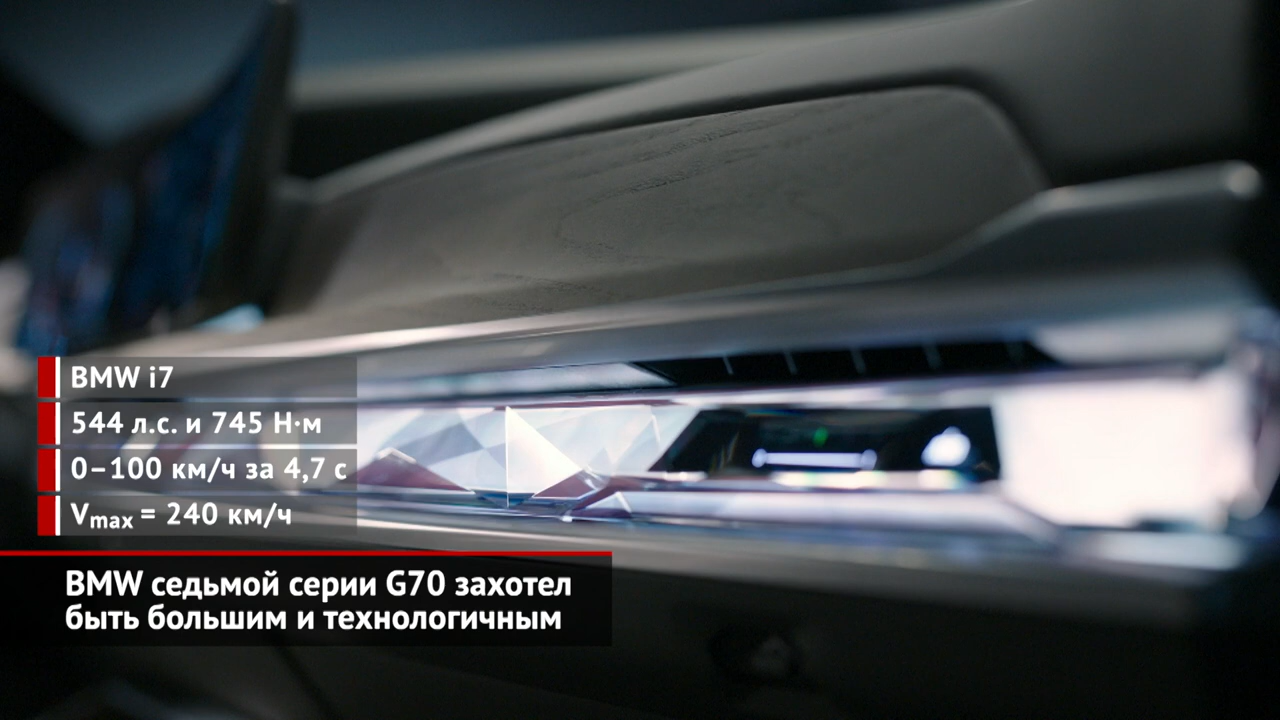 BMW i7
544 л.с. и 745 Н·м
0–100 км/ч за 4,7 с
Vmax = 240 км/ч
BMW седьмой серии G70 захотел
быть большим и технологичным